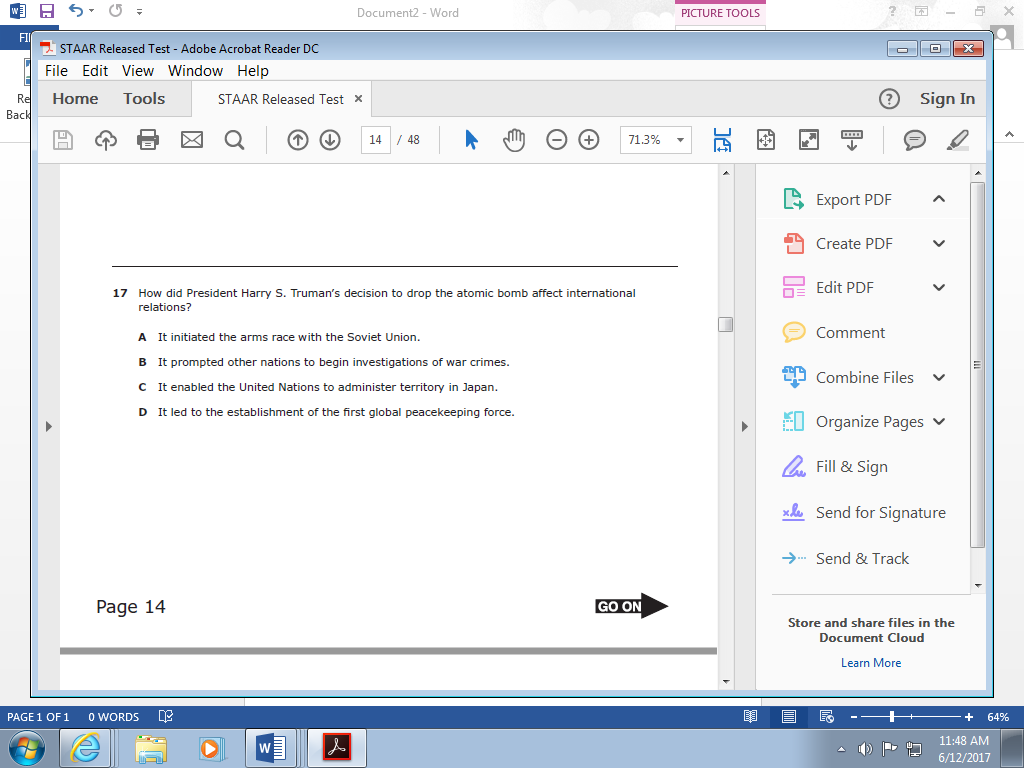 Document2 - Word
PICTURE TOOLS
?
FI
STAAR Released Test - Adobe Acrobat Reader DC
File Edit View Window Help
Re
Back
Home Tools STAAR Released Test × ? Sign In
14 / 48 71.3%
17 How did President Harry S. Truman's decision to drop the atomic bomb affect international
relations?
A It initiated the arms race with the Soviet Union.
B It prompted other nations to begin investigations of war crimes.
C It enabled the United Nations to administer territory in Japan.
D It led to the establishment of the first global peacekeeping force.
Page 14 GO ON
Export PDF
Create PDF
Edit PDF
Comment
Combine Files
Organize Pages
Fill & Sign
Send for Signature
Send & Track
Store and share files in the
Document Cloud
Learn More
PAGE 1 OF 1 0 WORDS 64%
11:48 AM
6/12/2017